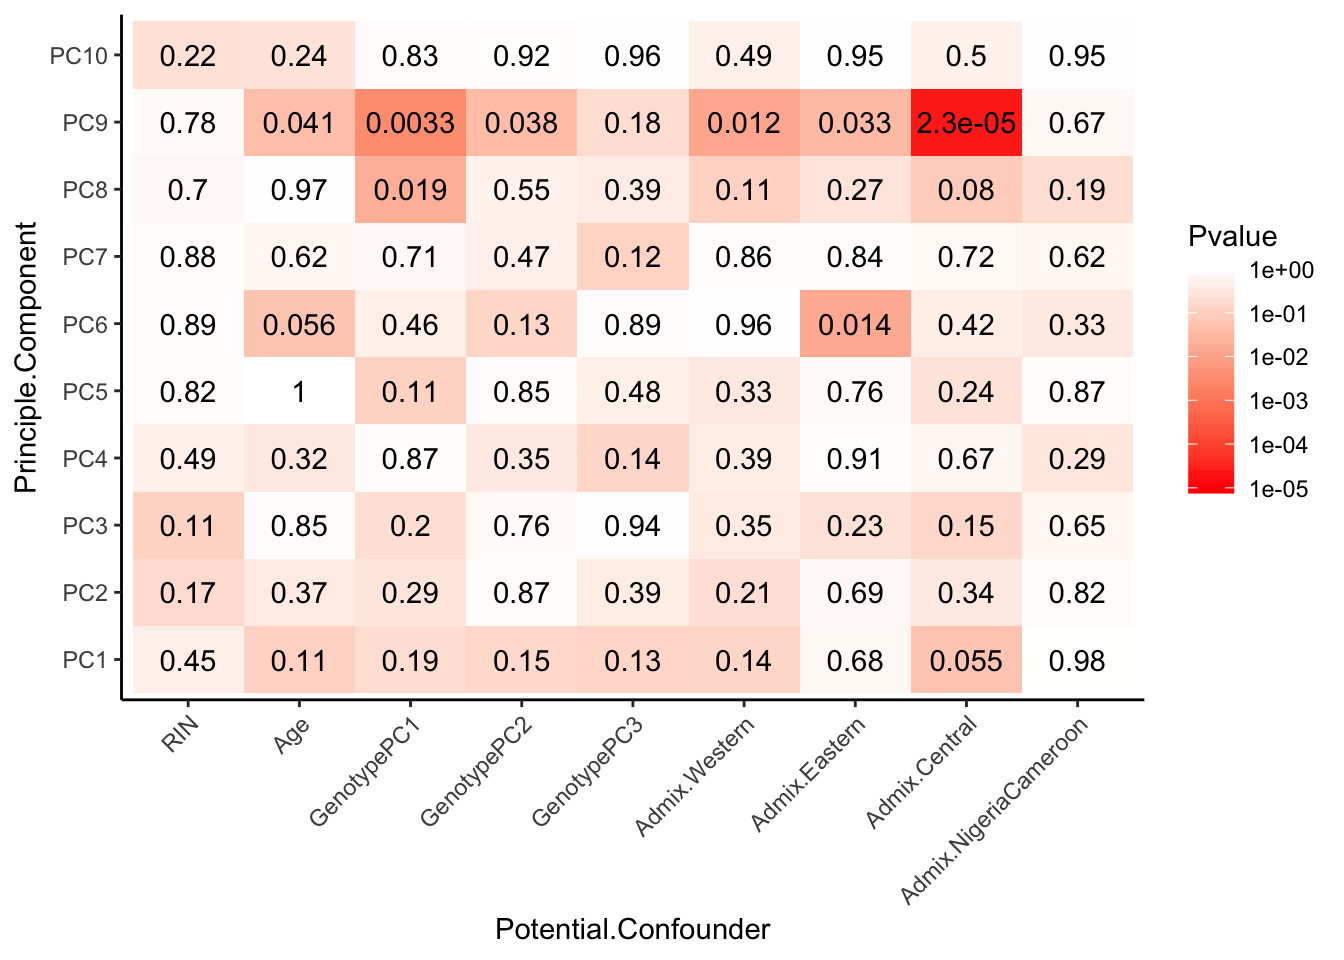 PC10 0.22 0.24 0.83 0.92 0.96 0.49 0.95 0.5 0.95
PC9 0.78 0.041 0.0033 0.038 0.18 0.012 0.033 2.3e-05 0.67
PC8 0.7 0.97 0.019 0.55 0.39 0.11 0.27 0.08 0.19
PC7 0.88 0.62 0.71 0.47 0.12 0.86 0.84 0.72 0.62
PC6 0.89 0.056 0.46 0.13 0.89 0.96 0.014 0.42 0.33
PC5 0.82 1 0.11 0.85 0.48 0.33 0.76 0.24 0.87
PC4 0.49 0.32 0.87 0.35 0.14 0.39 0.91 0.67 0.29
PC3 0.11 0.85 0.2 0.76 0.94 0.35 0.23 0.15 0.65
PC2 0.17 0.37 0.29 0.87 0.39 0.21 0.69 0.34 0.82
PC1 0.45 0.11 0.19 0.15 0.13 0.14 0.68 0.055 0.98
Principle.Component
RIN
Age
GenotypePC1
GenotypePC2
GenotypePC3
Admix.Western
Admix.Eastern
Admix.Central
Admix.NigeriaCameroon
Potential.Confounder
Pvalue
1e+00
1e-01
1e-02
1e-03
1e-04
1e-05